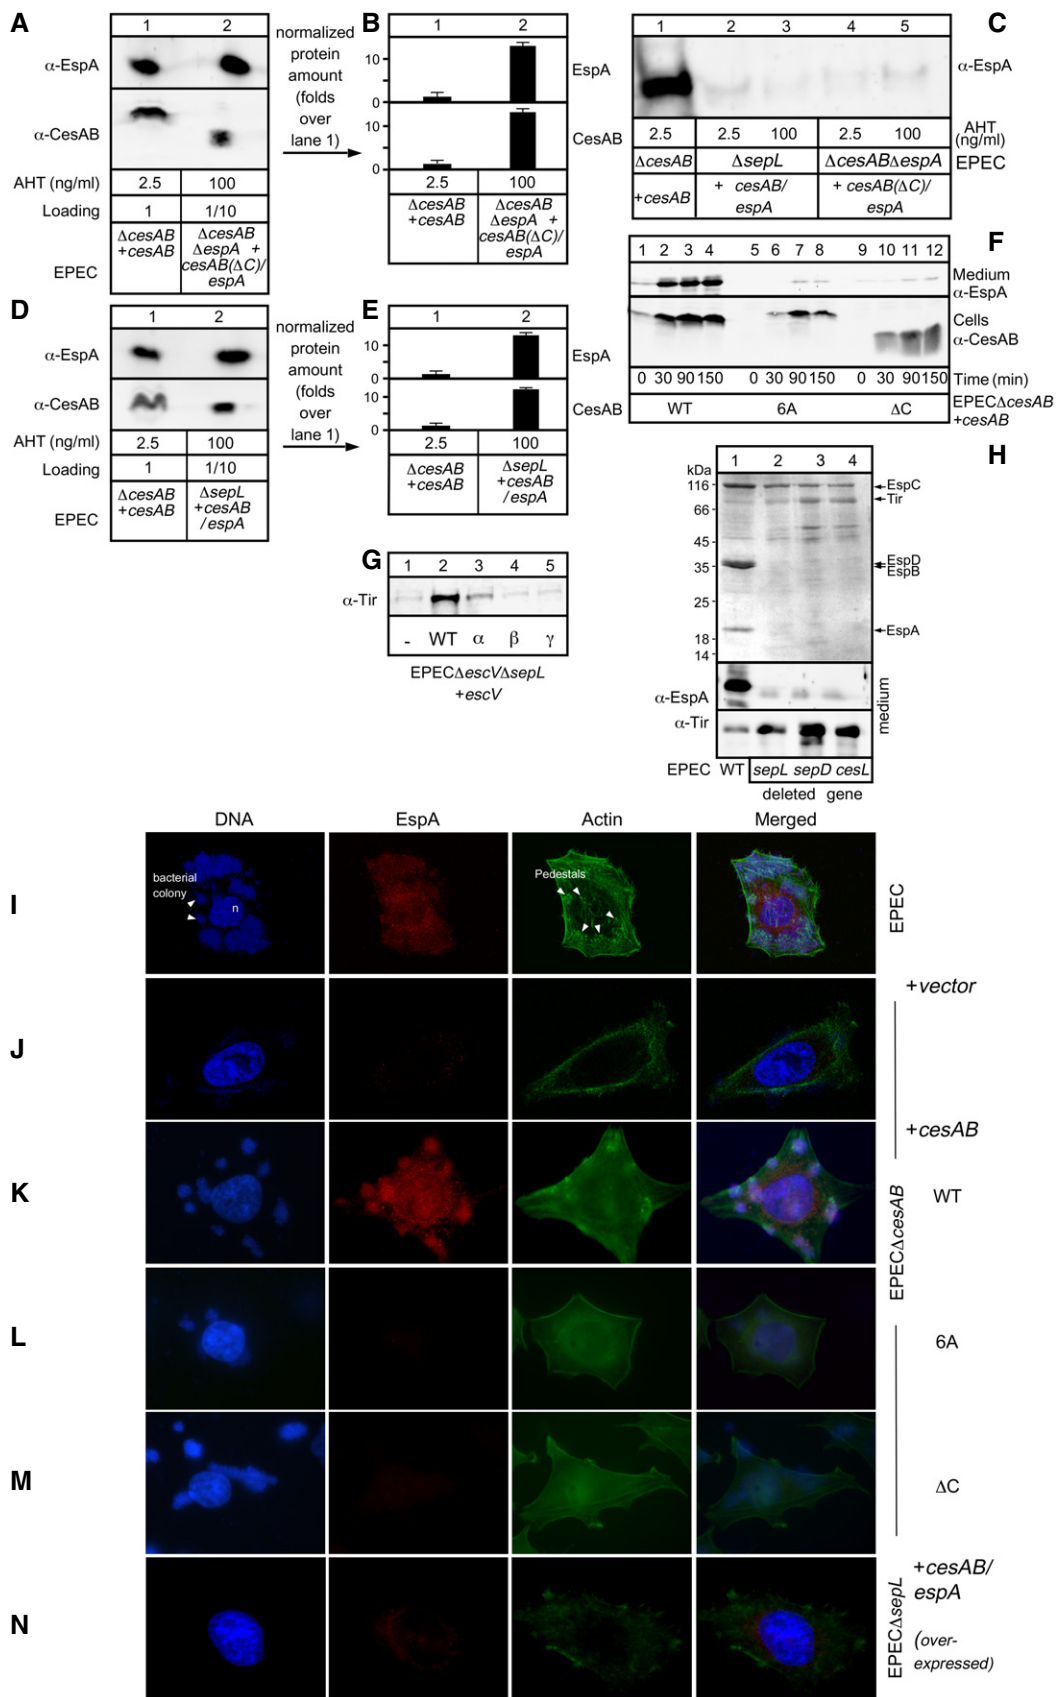 A
1 2
α-EspA
α-CesAB
AHT (ng/ml) 2.5 100
Loading 1 1/10
EPEC
ΔcesAB
+cesAB
ΔcesAB
ΔespA +
cesAB(ΔC)/
espA
normalized
protein
amount
(folds
over
lane 1)
B
1 2
10
0
EspA
10
0
CesAB
2.5 100
ΔcesAB
+cesAB
ΔcesAB
ΔespA +
cesAB(ΔC)/
espA
C
1 2 3 4 5
α-EspA
2.5 2.5 100 2.5 100 AHT
(ng/ml)
ΔcesAB ΔsepL ΔcesABΔespA EPEC
+cesAB
+ cesAB/
espA
+ cesAB(ΔC)/
espA
D
1 2
α-EspA
α-CesAB
AHT (ng/ml) 2.5 100
Loading 1 1/10
EPEC
ΔcesAB
+cesAB
ΔsepL
+cesAB
/espA
normalized
protein
amount
(folds
over
lane 1)
E
1 2
10
0
EspA
10
0
CesAB
2.5 100
ΔcesAB
+cesAB
ΔsepL
+cesAB
/espA
F
1 2 3 4 5 6 7 8 9 10 11 12
Medium
α-EspA
Cells
α-CesAB
0 30 90 150 0 30 90 150 0 30 90 150 Time (min)
WT 6A ΔC EPECΔcesAB
+cesAB
G
1 2 3 4 5
α-Tir
- WT α β γ
EPECΔescVΔsepL
+escV
H
kDa 1 2 3 4
116
66
45
35
25
18
14
EspC
Tir
EspD
EspB
EspA
α-EspA
α-Tir
medium
EPEC WT sepL sepD cesL
deleted gene
DNA EspA Actin Merged
I
bacterial
colony
n
Pedestals
EPEC
J
+vector
K
+cesAB
WT
EPECΔcesAB
L
6A
M
ΔC
N
EPECΔsepL
+cesAB/
espA
(over-
expressed)